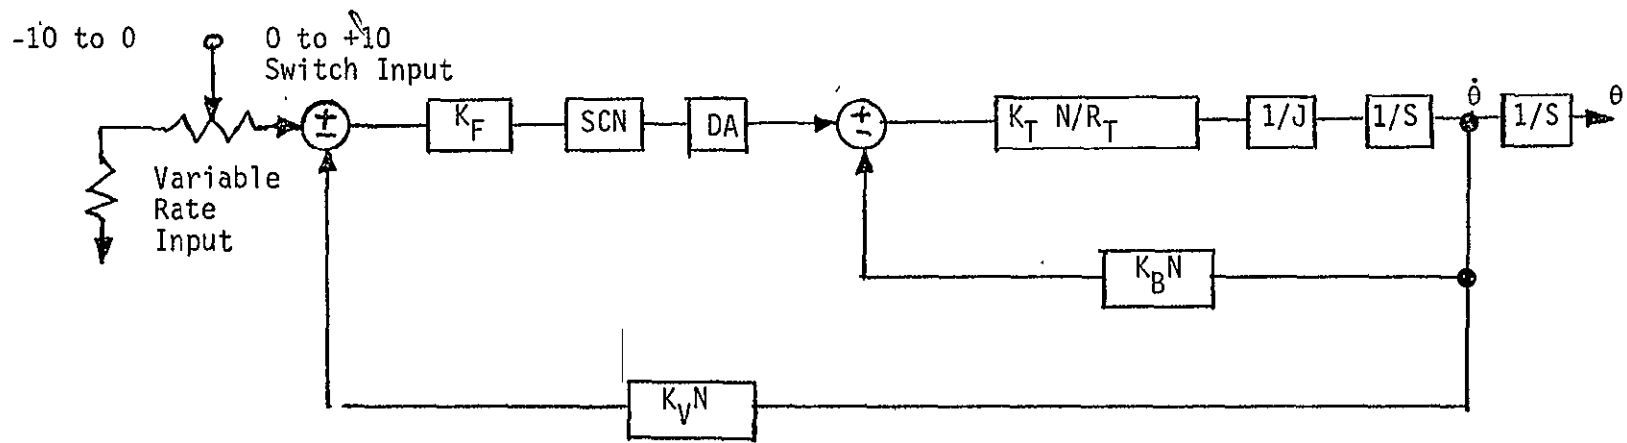 -10 to 0
0 to +10
Switch Input
Variable
Rate
Input
+
-
K_F
SCN
DA
+
-
K_T N/R_T
1/J
1/S
θ̇
1/S
θ
K_B N
K_V N